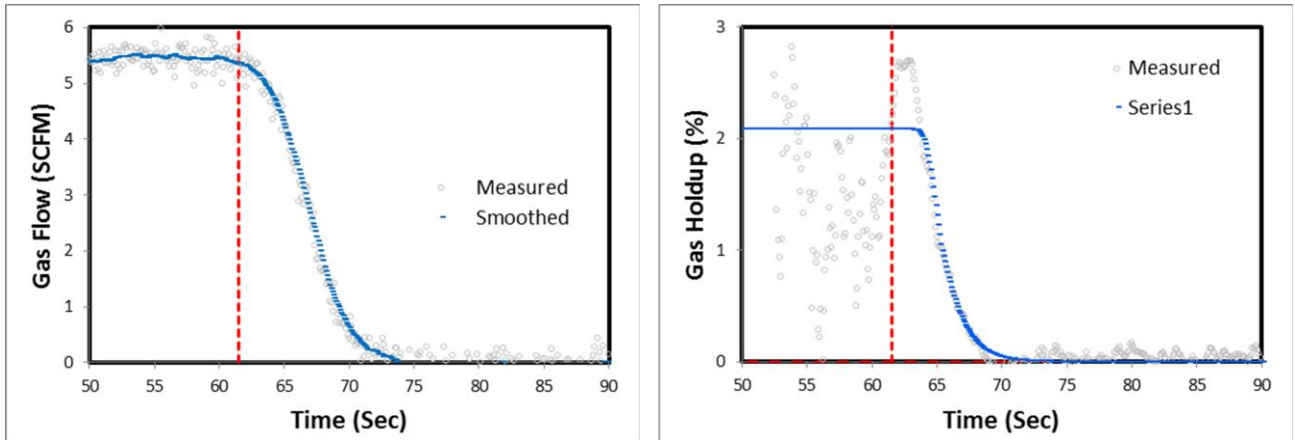 6
5
4
3
2
1
0
Gas Flow (SCFM)
Measured
Smoothed
50 55 60 65 70 75 80 85 90
Time (Sec)
3
2
1
0
Gas Holdup (%)
Measured
Series1
50 55 60 65 70 75 80 85 90
Time (Sec)